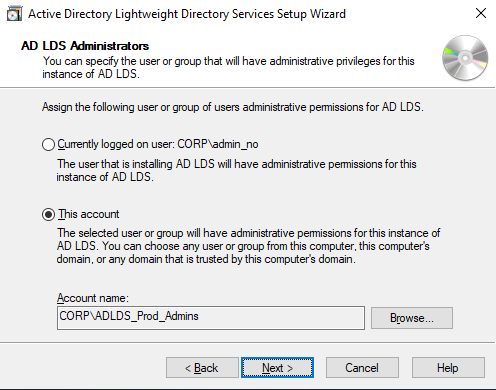 Active Directory Lightweight Directory Services Setup Wizard
AD LDS Administrators
You can specify the user or group that will have administrative privileges for this
instance of AD LDS.
Assign the following user or group of users administrative permissions for AD LDS.
Currently logged on user: CORP\admin_no
The user that is installing AD LDS will have administrative permissions for this
instance of AD LDS.
This account
The selected user or group will have administrative permissions for this instance of
AD LDS. You can choose any user or group from this computer, this computer's
domain, or any domain that is trusted by this computer's domain.
Account name:
CORP\ADLDS_Prod_Admins
Browse...
< Back
Next >
Cancel
Help